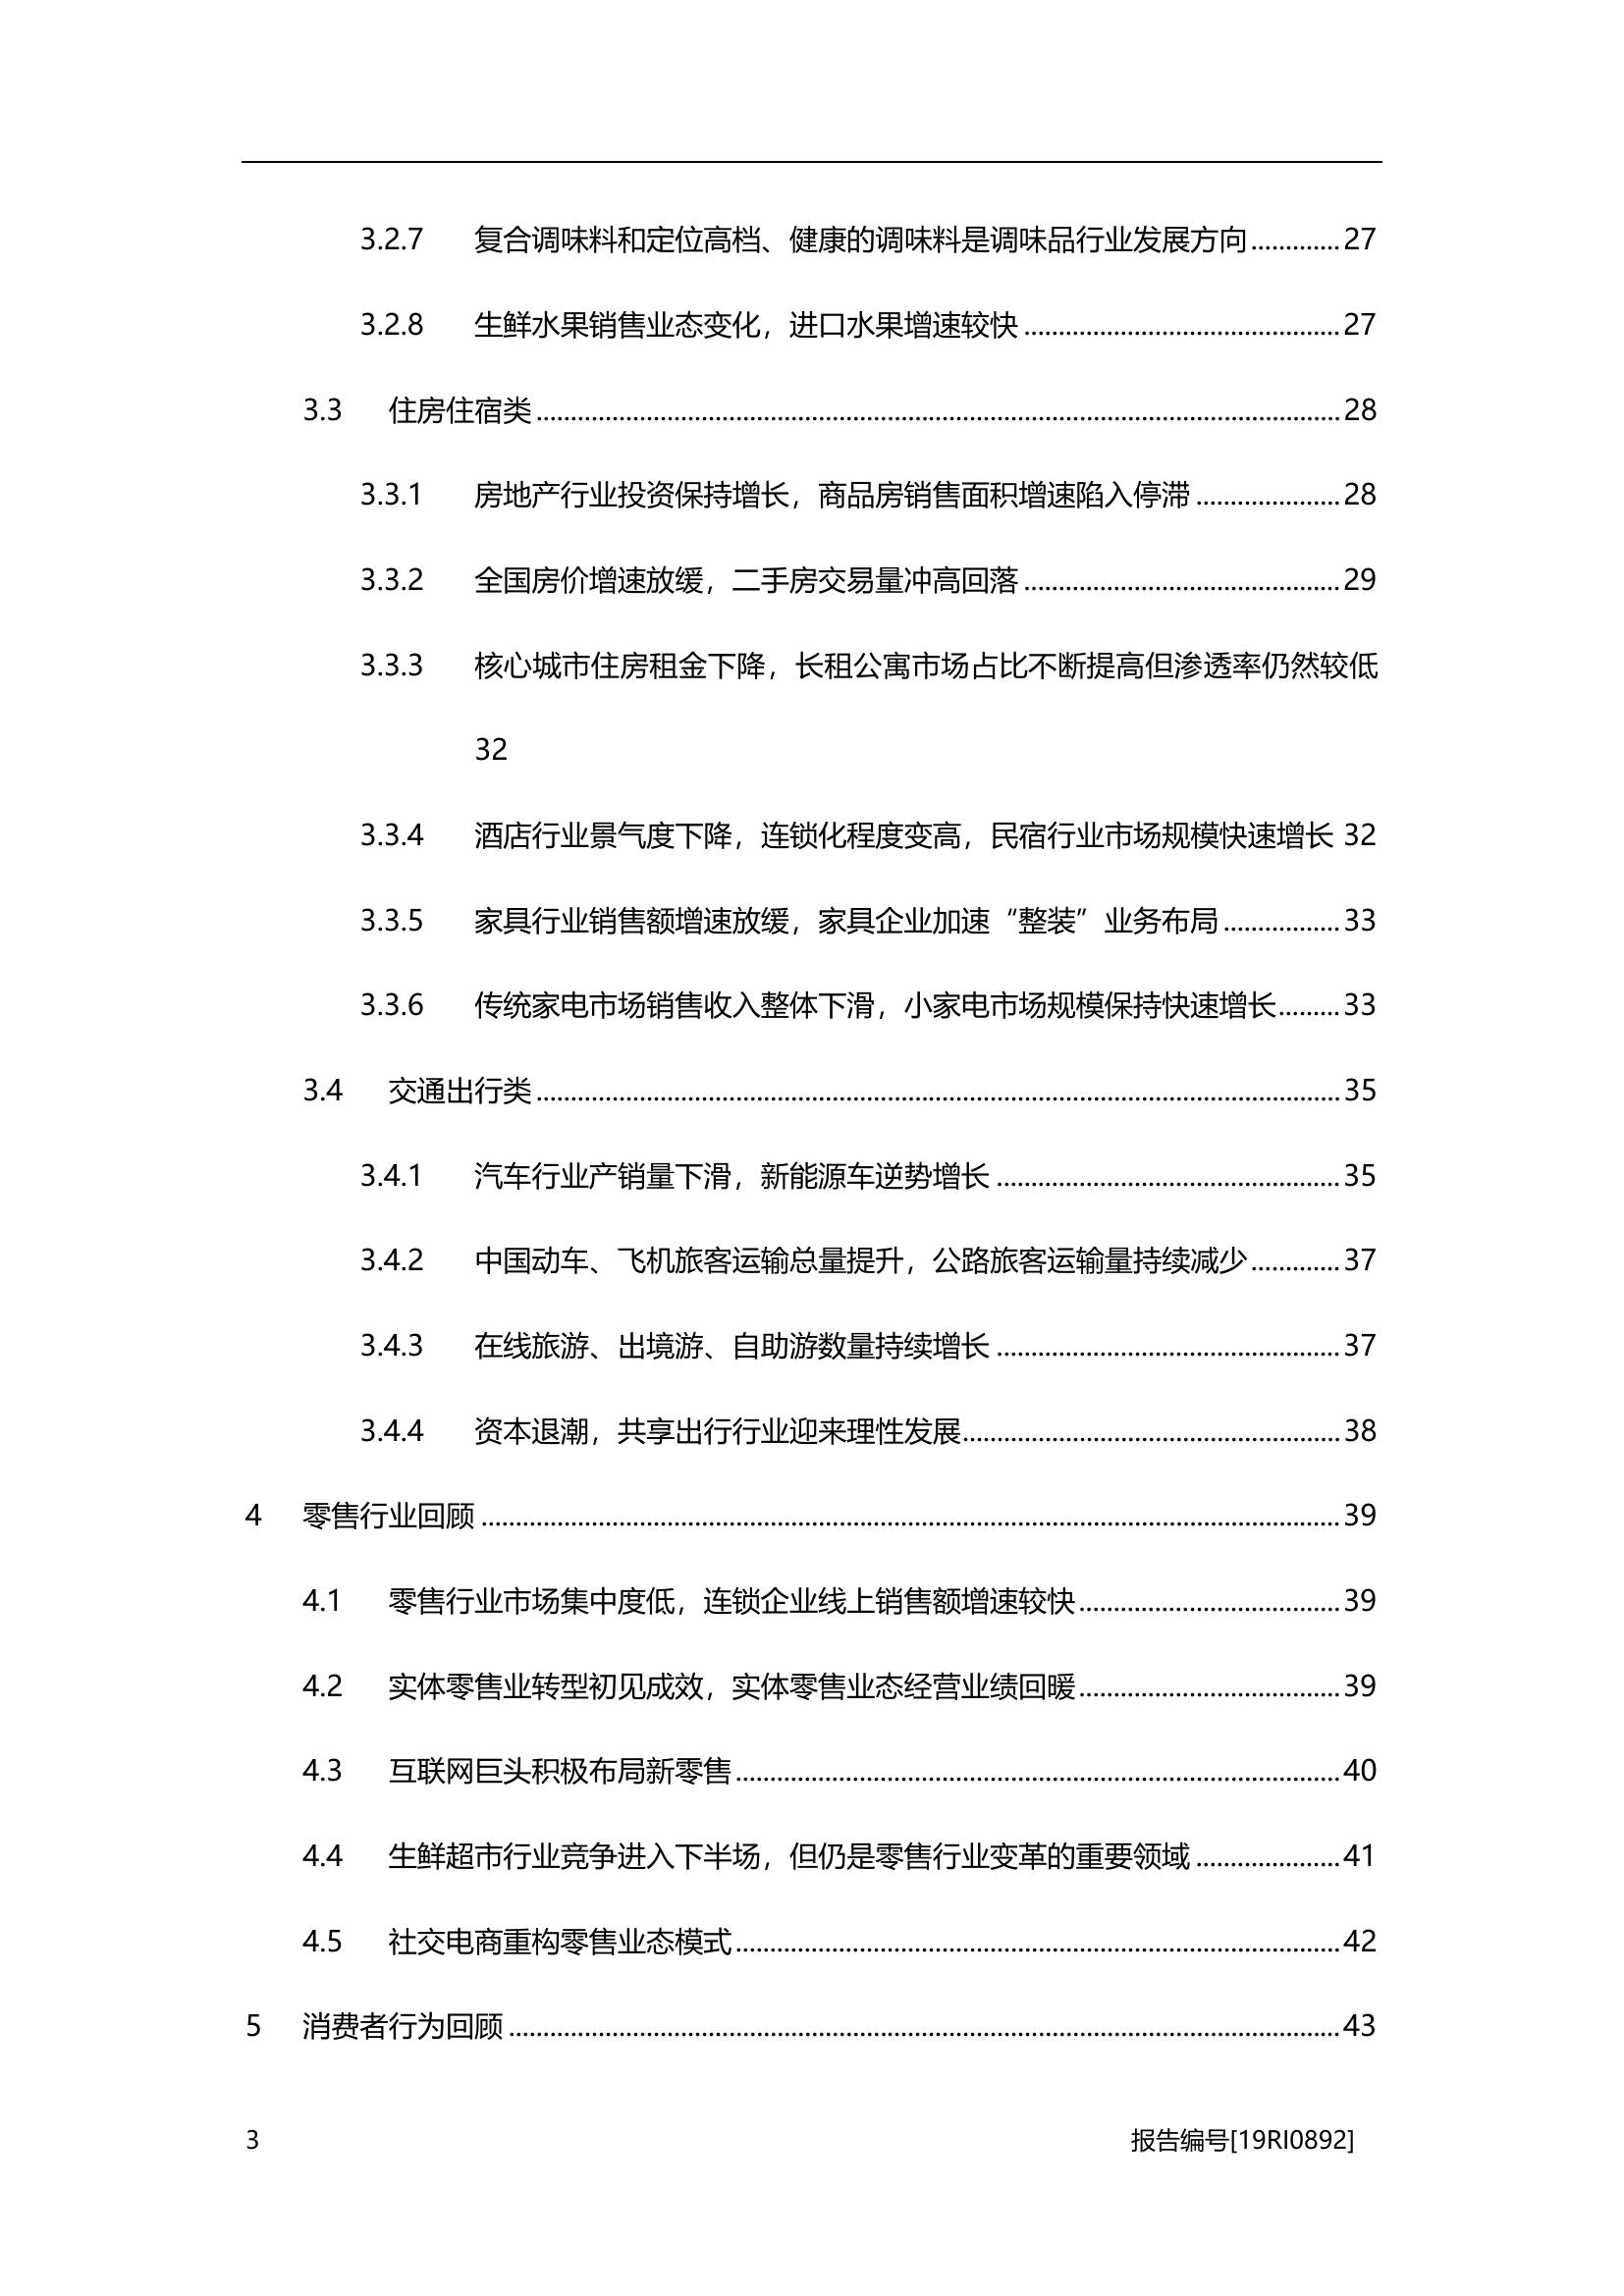 3.2.7 复合调味料和定位高档、健康的调味料是调味品行业发展方向.............27
3.2.8 生鲜水果销售业态变化，进口水果增速较快..............................................27
3.3 住房住宿类.....................................................................................................................28
3.3.1 房地产行业投资保持增长，商品房销售面积增速陷入停滞.....................28
3.3.2 全国房价增速放缓，二手房交易量冲高回落..............................................29
3.3.3 核心城市住房租金下降，长租公寓市场占比不断提高但渗透率仍然较低
32
3.3.4 酒店行业景气度下降，连锁化程度变高，民宿行业市场规模快速增长 32
3.3.5 家具行业销售额增速放缓，家具企业加速“整装”业务布局.................33
3.3.6 传统家电市场销售收入整体下滑，小家电市场规模保持快速增长.........33
3.4 交通出行类.....................................................................................................................35
3.4.1 汽车行业产销量下滑，新能源车逆势增长..................................................35
3.4.2 中国动车、飞机旅客运输总量提升，公路旅客运输量持续减少.............37
3.4.3 在线旅游、出境游、自助游数量持续增长..................................................37
3.4.4 资本退潮，共享出行行业迎来理性发展.......................................................38
4 零售行业回顾.............................................................................................................................39
4.1 零售行业市场集中度低，连锁企业线上销售额增速较快......................................39
4.2 实体零售业转型初见成效，实体零售业态经营业绩回暖......................................39
4.3 互联网巨头积极布局新零售........................................................................................40
4.4 生鲜超市行业竞争进入下半场，但仍是零售行业变革的重要领域.....................41
4.5 社交电商重构零售业态模式........................................................................................42
5 消费者行为回顾.........................................................................................................................43
3 报告编号[19RI0892]